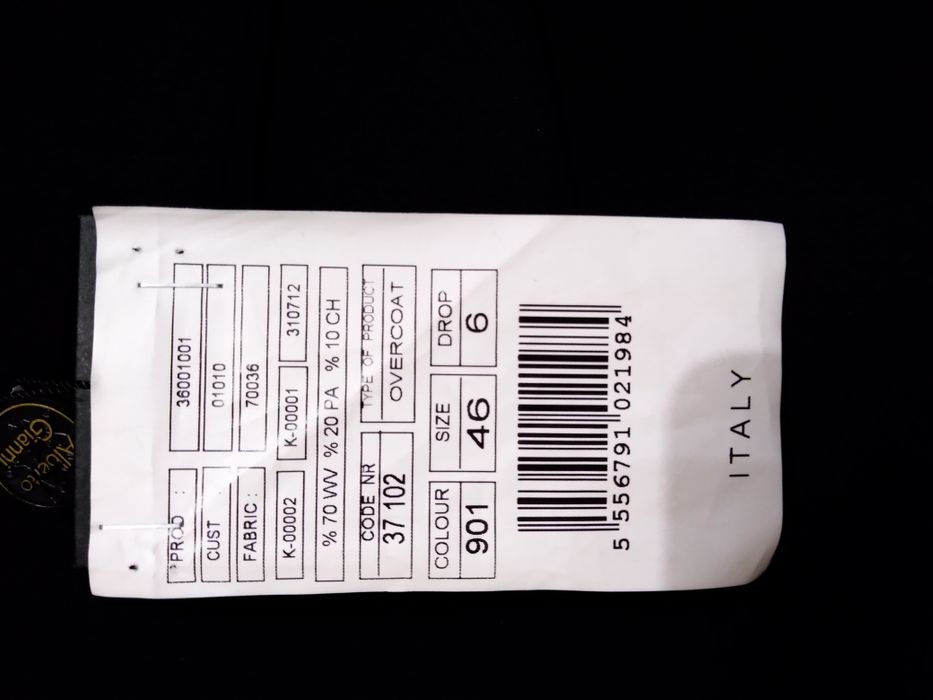 PROD : 36001001
CUST 01010
FABRIC : 70036
K-00002 K-00001 310712
% 70 WV % 20 PA % 10 CH
CODE NR TYPE OF PRODUCT
37 102 OVERCOAT
COLOUR SIZE DROP
901 46 6
5 556791 021984
ITALY
Gianni